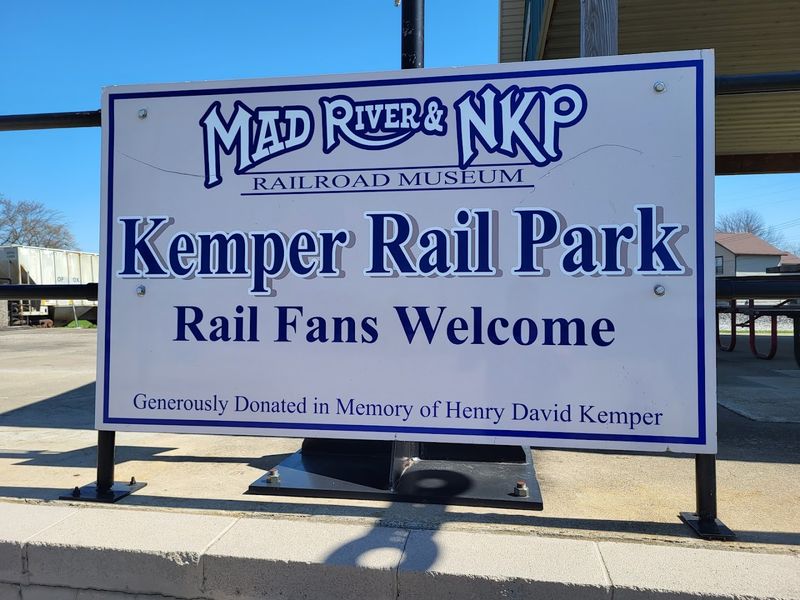 MAD RIVER & NKP
RAILROAD MUSEUM
Kemper Rail Park
Rail Fans Welcome
Generously Donated in Memory of Henry David Kemper